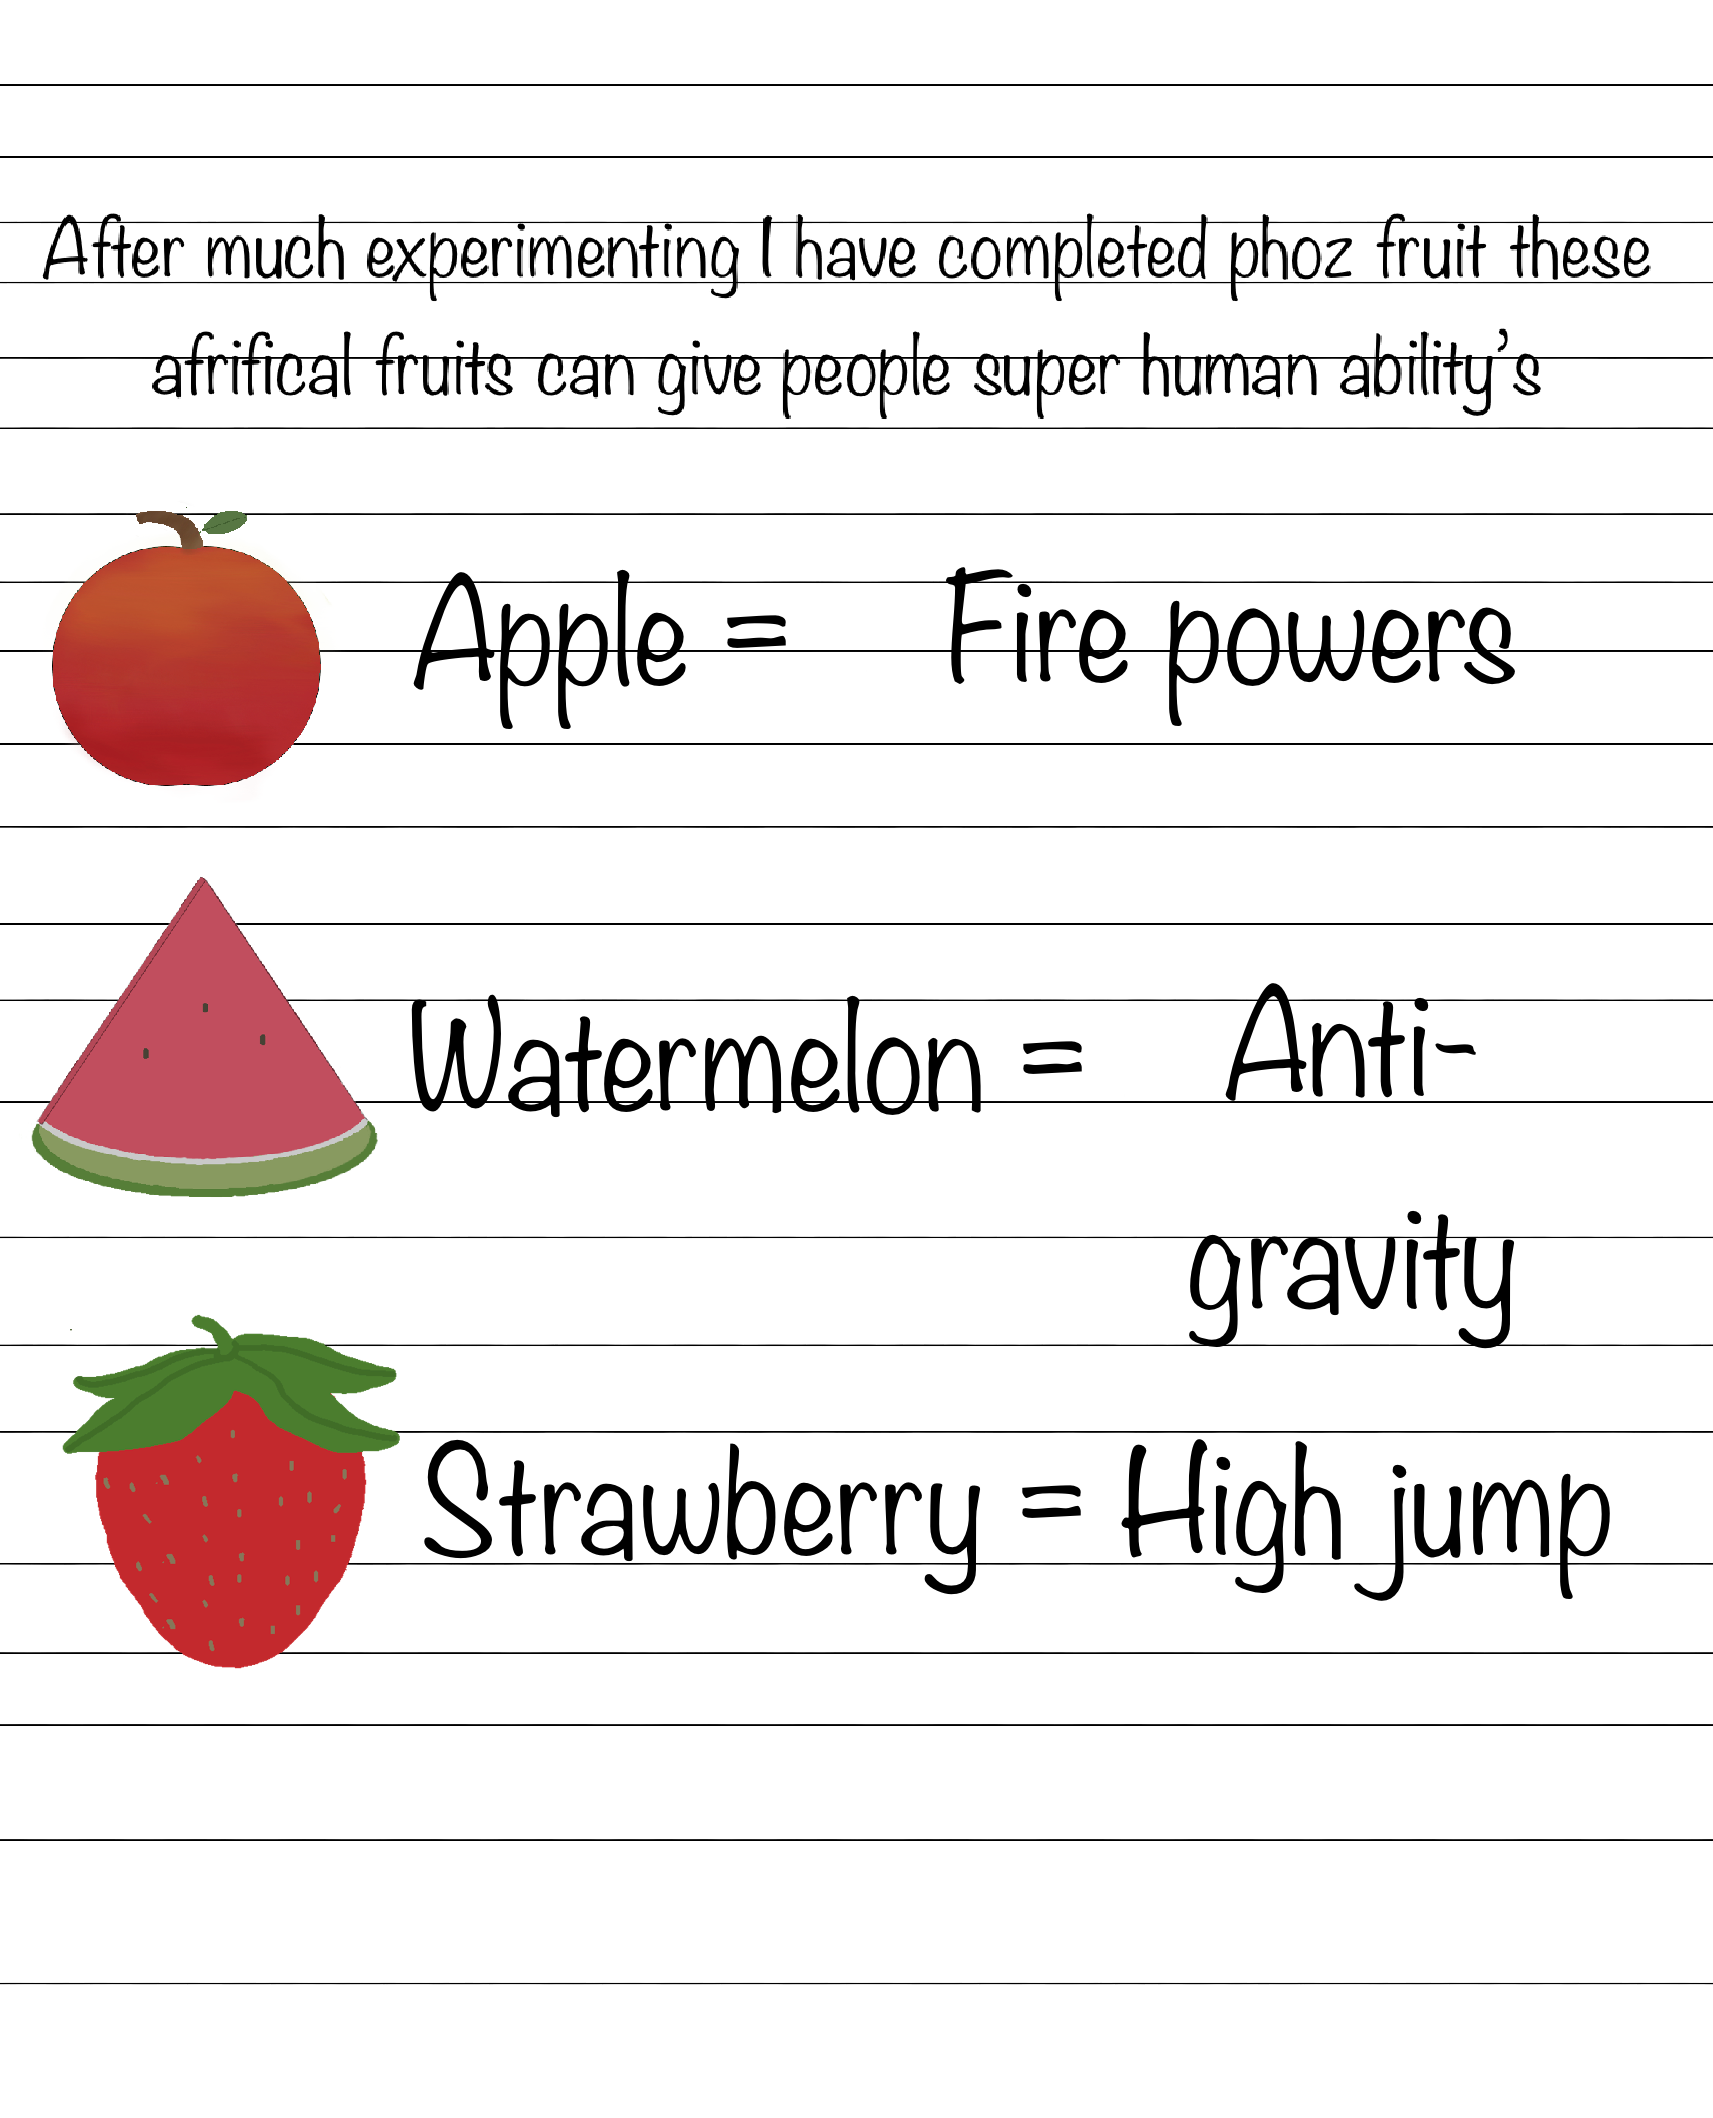 After much experimenting I have completed phoz fruit these
afrifical fruits can give people super human ability’s
Apple = Fire powers
Watermelon = Anti-
gravity
Strawberry = High jump